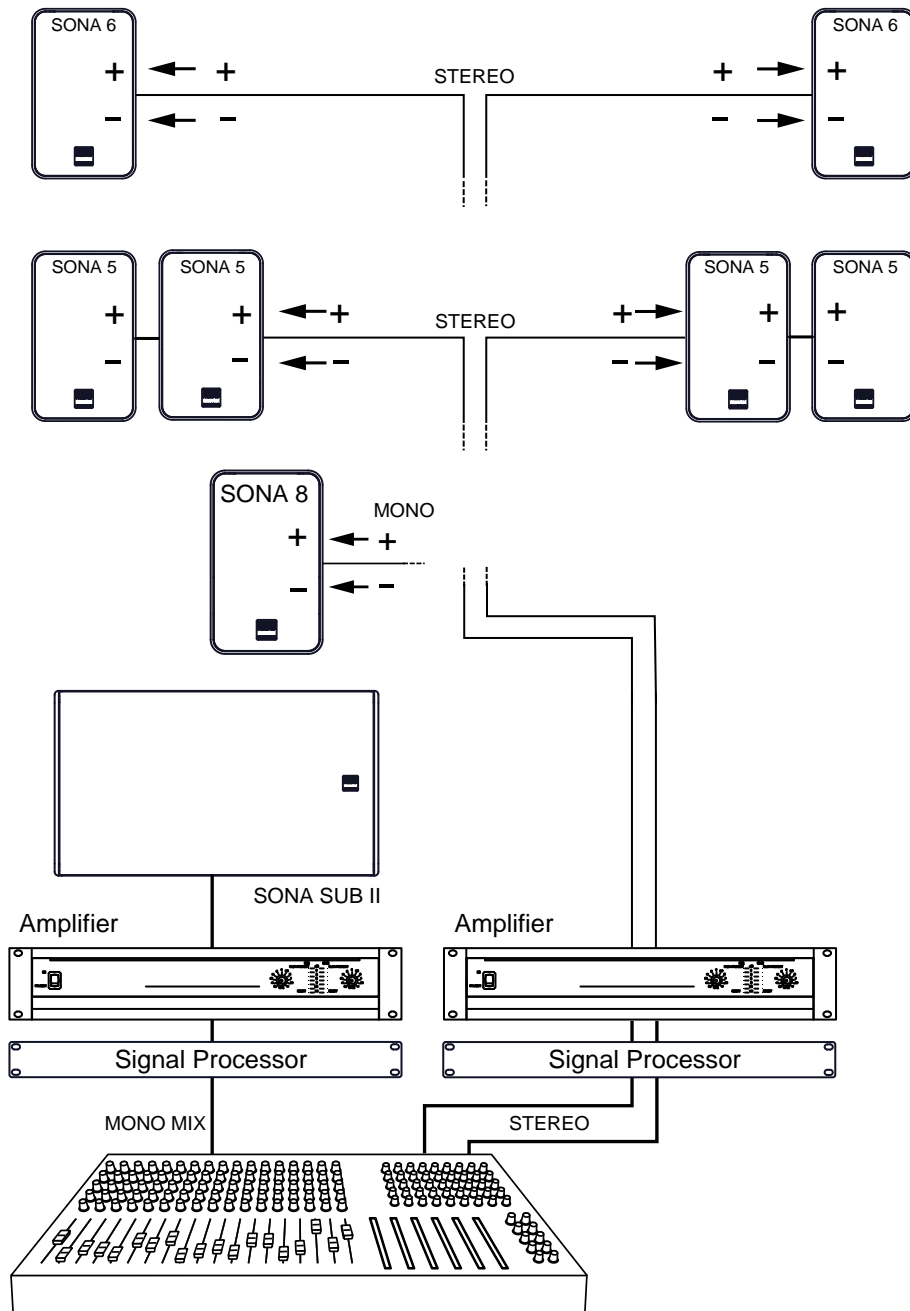 SONA 6
SONA 6
+ +
STEREO
+ +
− −
− −
SONA 5
SONA 5
SONA 5
SONA 5
+ + +
+ + +
STEREO
− − −
− − −
SONA 8
MONO
+ +
− −
SONA SUB II
Amplifier
Amplifier
Signal Processor
Signal Processor
MONO MIX
STEREO